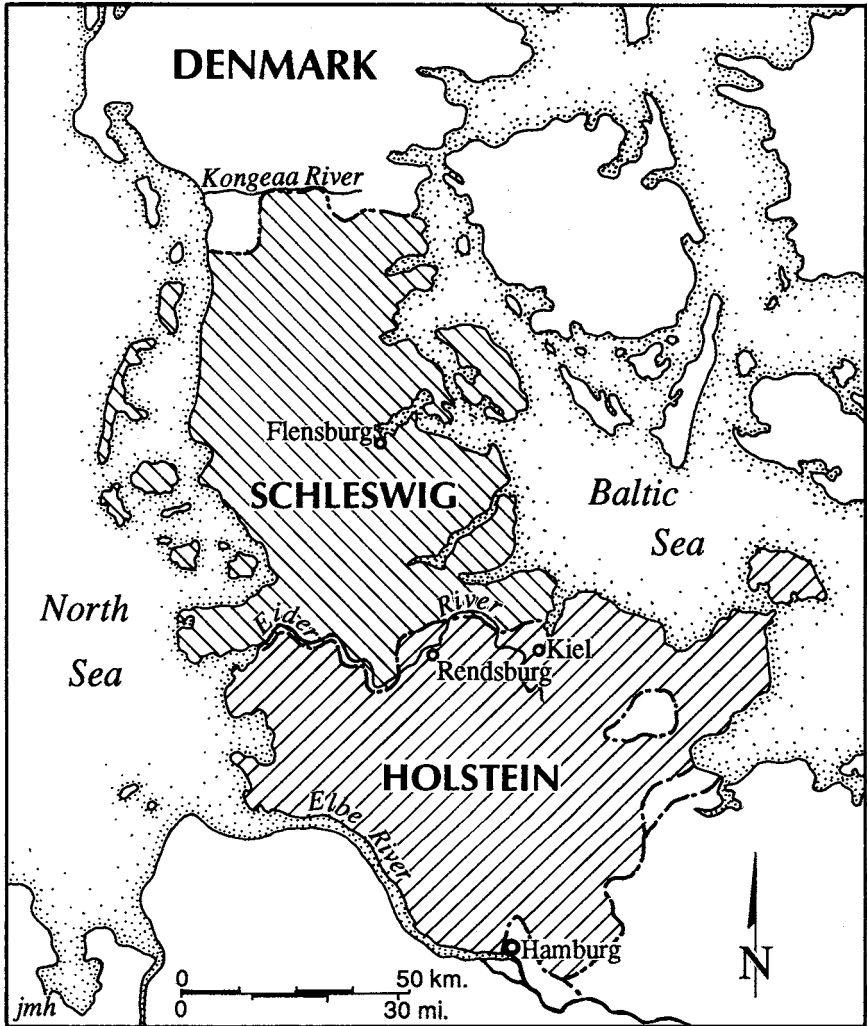 DENMARK
Kongeaa River
Flensburg
SCHLESWIG
Baltic
Sea
North
Sea
Eider
River
Kiel
Rendsburg
HOLSTEIN
Elbe River
Hamburg
N
0 50 km.
0 30 mi.
jmh